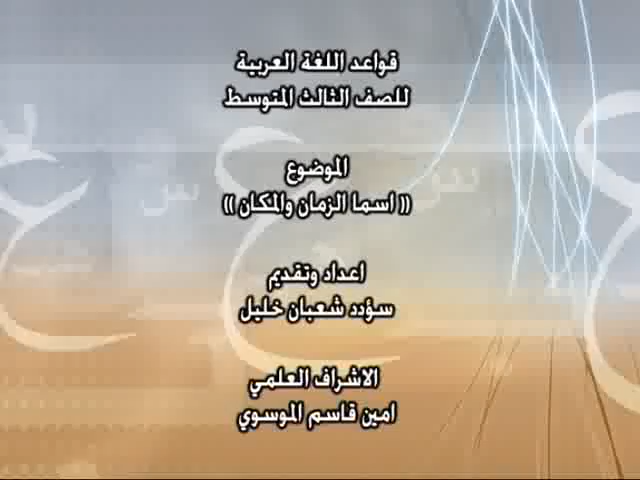 قواعد اللغة العربية
للصف الثالث المتوسط
الموضوع
(( اسما الزمان والمكان ))
اعداد وتقديم
سؤدد شعبان خليل
الاشراف العلمي
امين قاسم الموسوي